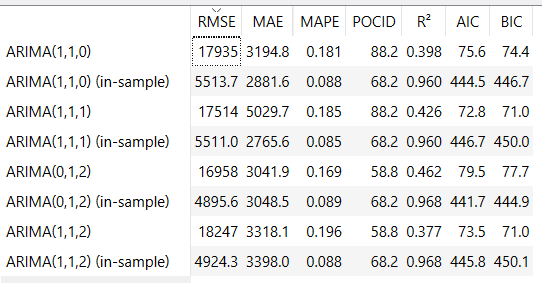 RMSE MAE MAPE POCID R² AIC BIC
ARIMA(1,1,0) 17935 3194.8 0.181 88.2 0.398 75.6 74.4
ARIMA(1,1,0) (in-sample) 5513.7 2881.6 0.088 68.2 0.960 444.5 446.7
ARIMA(1,1,1) 17514 5029.7 0.185 88.2 0.426 72.8 71.0
ARIMA(1,1,1) (in-sample) 5511.0 2765.6 0.085 68.2 0.960 446.7 450.0
ARIMA(0,1,2) 16958 3041.9 0.169 58.8 0.462 79.5 77.7
ARIMA(0,1,2) (in-sample) 4895.6 3048.5 0.089 68.2 0.968 441.7 444.9
ARIMA(1,1,2) 18247 3318.1 0.196 58.8 0.377 73.5 71.0
ARIMA(1,1,2) (in-sample) 4924.3 3398.0 0.088 68.2 0.968 445.8 450.1